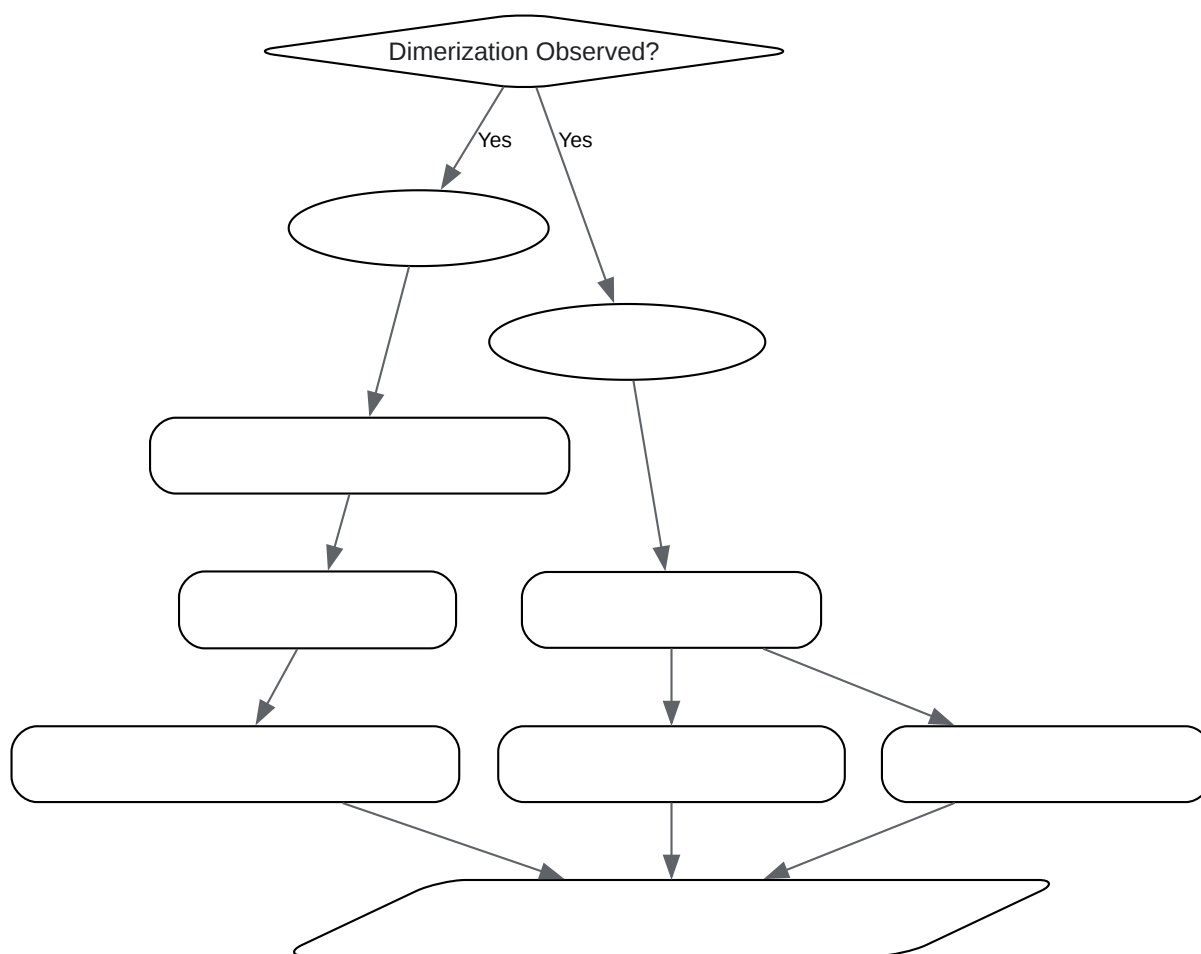 Dimerization Observed?
Yes
Yes